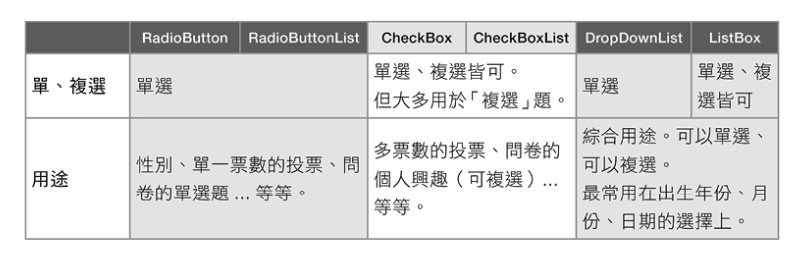 RadioButton RadioButtonList CheckBox CheckBoxList DropDownList ListBox
單、複選
單選
單選、複選皆可。
但大多用於「複選」題。
單選
單選、複
選皆可
用途
性別、單一票數的投票、問
卷的單選題 ... 等等。
多票數的投票、問卷的
個人興趣（可複選）...
等等。
綜合用途。可以單選、
可以複選。
最常用在出生年份、月
份、日期的選擇上。